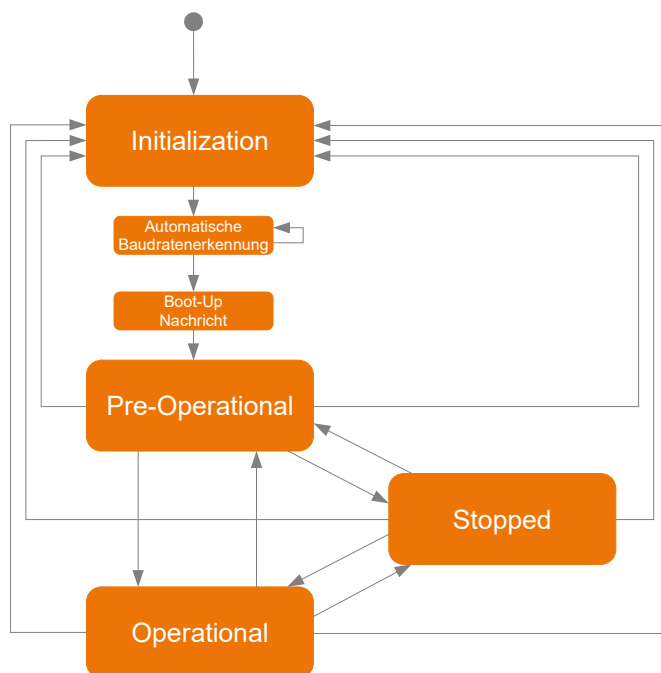 Initialization
Automatische
Baudratenerkennung
Boot-Up
Nachricht
Pre-Operational
Stopped
Operational